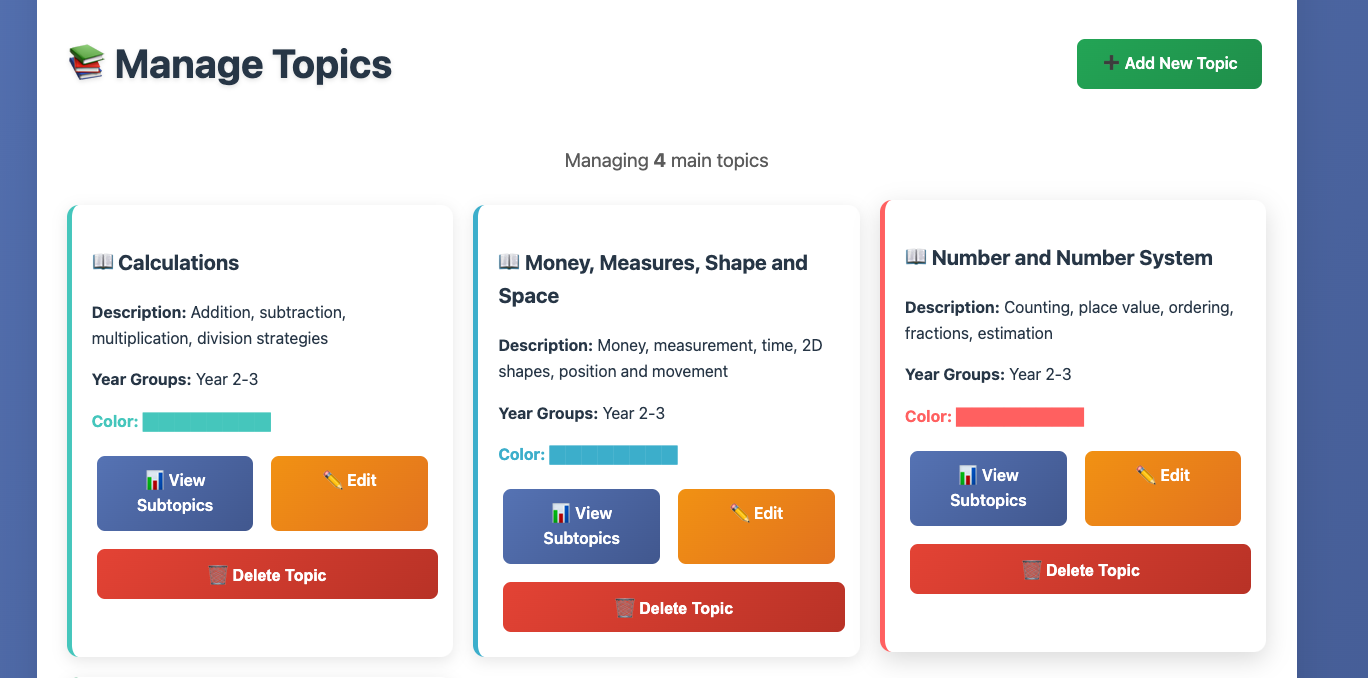 Manage Topics
+ Add New Topic
Managing 4 main topics
Calculations
Description: Addition, subtraction,
multiplication, division strategies
Year Groups: Year 2-3
Color:
View
Subtopics
Edit
Delete Topic
Money, Measures, Shape and
Space
Description: Money, measurement, time, 2D
shapes, position and movement
Year Groups: Year 2-3
Color:
View
Subtopics
Edit
Delete Topic
Number and Number System
Description: Counting, place value, ordering,
fractions, estimation
Year Groups: Year 2-3
Color:
View
Subtopics
Edit
Delete Topic